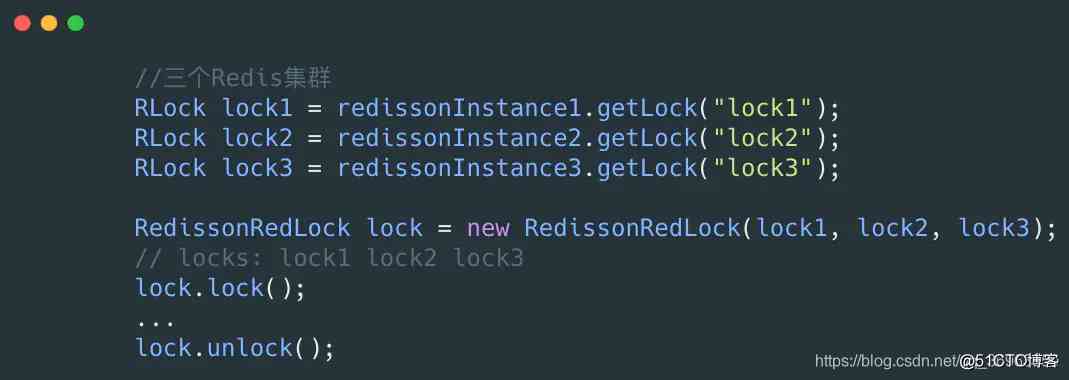 //三个Redis集群
RLock lock1 = redissonInstance1.getLock("lock1");
RLock lock2 = redissonInstance2.getLock("lock2");
RLock lock3 = redissonInstance3.getLock("lock3");
RedissonRedLock lock = new RedissonRedLock(lock1, lock2, lock3);
// locks: lock1 lock2 lock3
lock.lock();
...
lock.unlock();
https://blog.csdn.net/
@51CTO博客